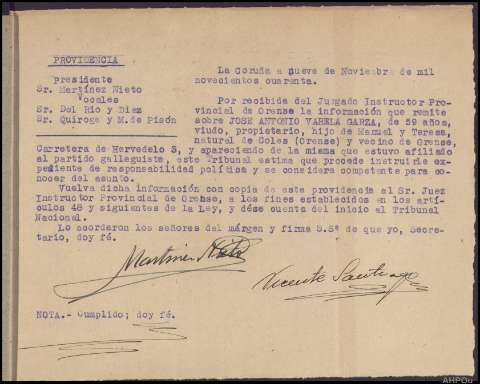 PROVIDENCIA
Presidente
Sr. Martínez Nieto
Vocales
Sr. Del Rio y Diez
Sr. Quiroga y M. de Pisón
La Coruña a nueve de Noviembre de mil
novecientos cuarenta.
Por recibida del Juzgado Instructor Pro-
vincial de Orense la información que remite
sobre JOSE ANTONIO VARELA GARZA, de 59 años,
viudo, propietario, hijo de Manuel y Teresa,
natural de Coles (Orense) y vecino de Orense,
Carretera de Hervedelo 3, y apareciendo de la misma que estuvo afiliado
al partido galleguista, este Tribunal estima que procede instruirle ex-
pediente de responsabilidad política y se considera competente para co-
nocer del asunto.
Vuelva dicha información con copia de esta providencia al Sr. Juez
Instructor Provincial de Orense, a los fines establecidos en los artí-
culos 48 y siguientes de la Ley, y dése cuenta del inicio al Tribunal
Nacional.
Lo acordaron los señores del márgen y firma S.Sª de que yo, Secre-
tario, doy fé.
Martínez Nieto
Vicente Santiago
NOTA.- Cumplido; doy fé.
AHPOu